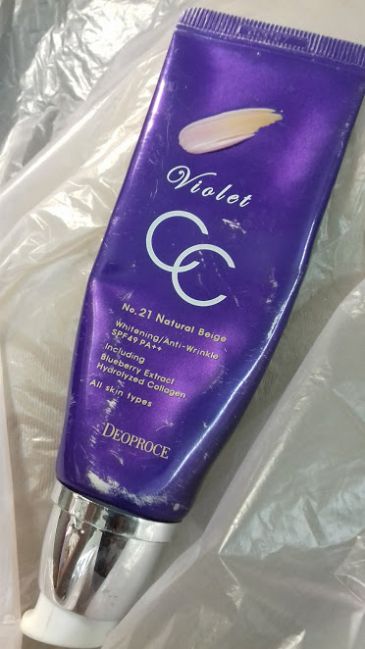 Violet
CC
No. 21 Natural Beige
Whitening/Anti-Wrinkle
SPF49 PA++
Including
Blueberry Extract
Hydrolyzed Collagen
All skin types
DEOPROCE